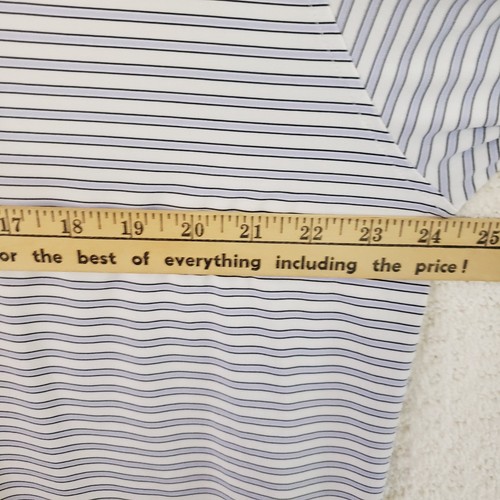 17 18 19 20 21 22 23 24 25
or the best of everything including the price!